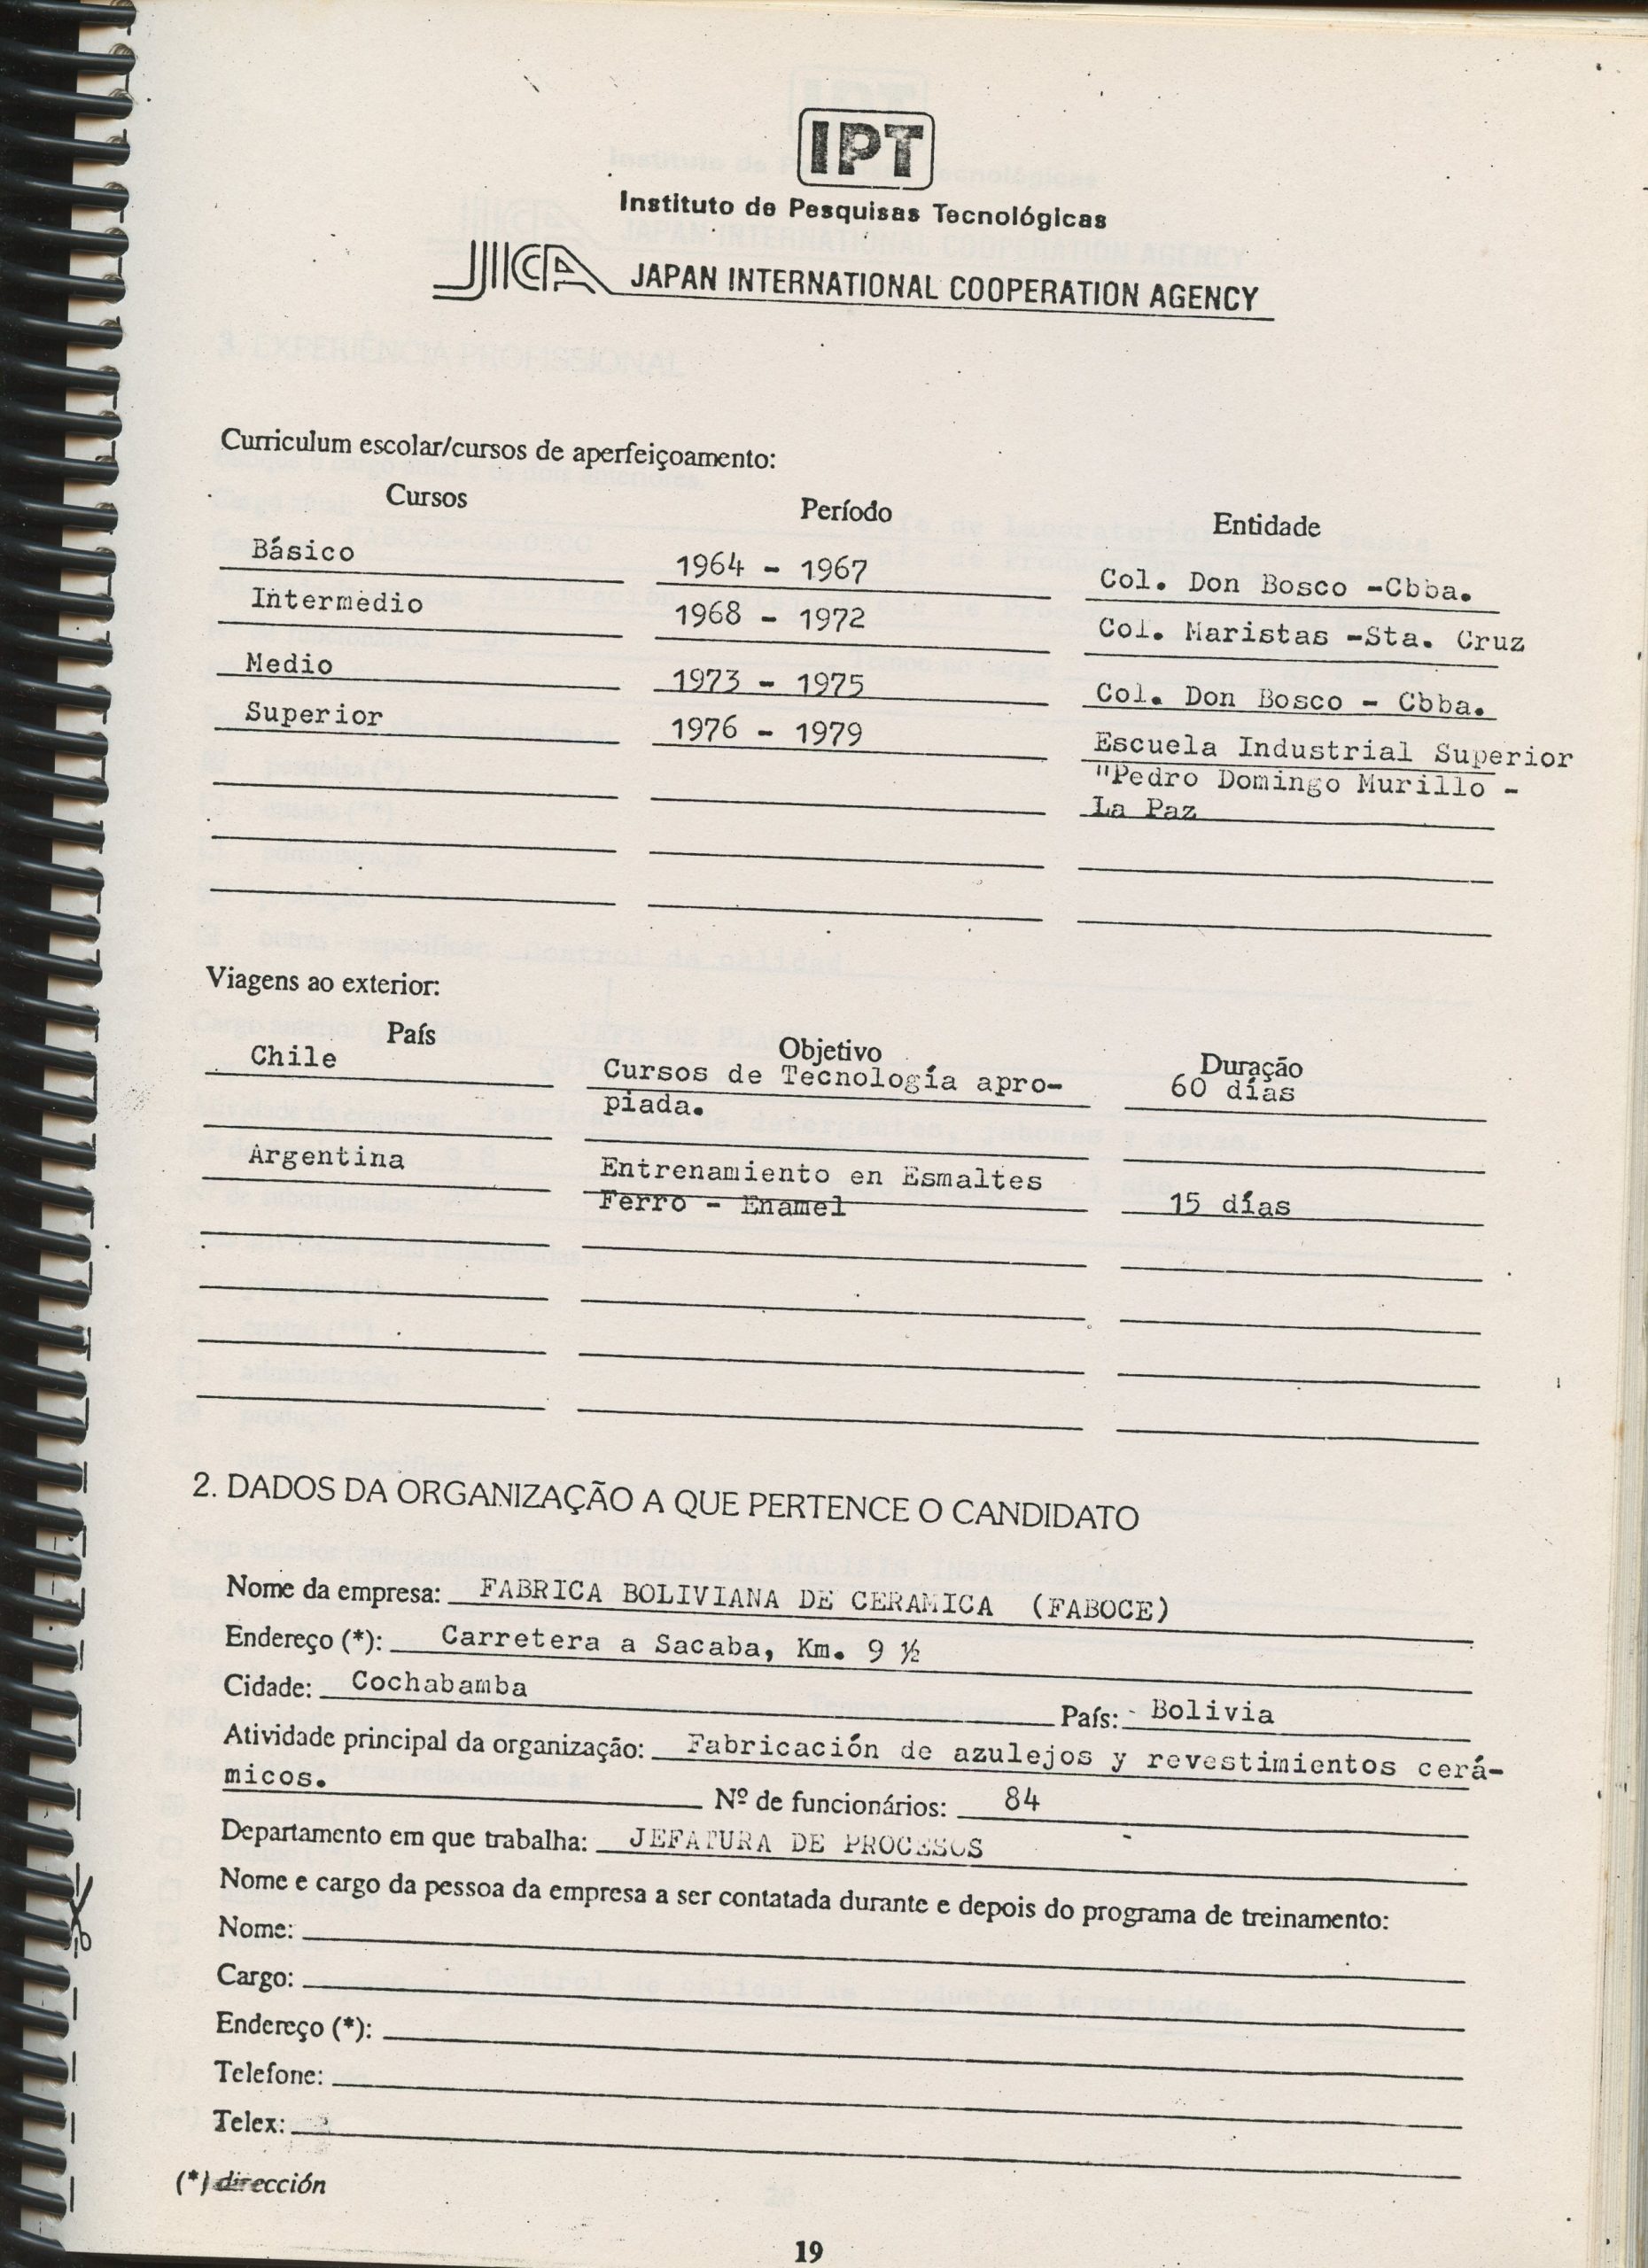 IPT
Instituto de Pesquisas Tecnológicas
JICA JAPAN INTERNATIONAL COOPERATION AGENCY
Curriculum escolar/cursos de aperfeiçoamento:
Cursos Período Entidade
Básico 1964 - 1967 Col. Don Bosco -Cbba.
Intermedio 1968 - 1972 Col. Maristas -Sta. Cruz
Medio 1973 - 1975 Col. Don Bosco - Cbba.
Superior 1976 - 1979 Escuela Industrial Superior
"Pedro Domingo Murillo -
La Paz
Viagens ao exterior:
País Objetivo Duração
Chile Cursos de Tecnología apro- 60 días
piada.
Argentina Entrenamiento en Esmaltes
Ferro - Enamel 15 días
2. DADOS DA ORGANIZAÇÃO A QUE PERTENCE O CANDIDATO
Nome da empresa: FABRICA BOLIVIANA DE CERAMICA (FABOCE)
Endereço (*): Carretera a Sacaba, Km. 9 ½
Cidade: Cochabamba País: Bolivia
Atividade principal da organização: Fabricación de azulejos y revestimientos cerá-
micos. Nº de funcionários: 84
Departamento em que trabalha: JEFATURA DE PROCESOS
Nome e cargo da pessoa da empresa a ser contatada durante e depois do programa de treinamento:
Nome:
Cargo:
Endereço (*):
Telefone:
Telex:
(*) dirección
19